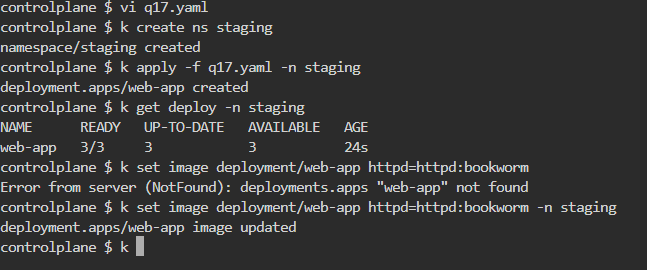 controlplane $ vi q17.yaml
controlplane $ k create ns staging
namespace/staging created
controlplane $ k apply -f q17.yaml -n staging
deployment.apps/web-app created
controlplane $ k get deploy -n staging
NAME      READY   UP-TO-DATE   AVAILABLE   AGE
web-app   3/3     3            3           24s
controlplane $ k set image deployment/web-app httpd=httpd:bookworm
Error from server (NotFound): deployments.apps "web-app" not found
controlplane $ k set image deployment/web-app httpd=httpd:bookworm -n staging
deployment.apps/web-app image updated
controlplane $ k